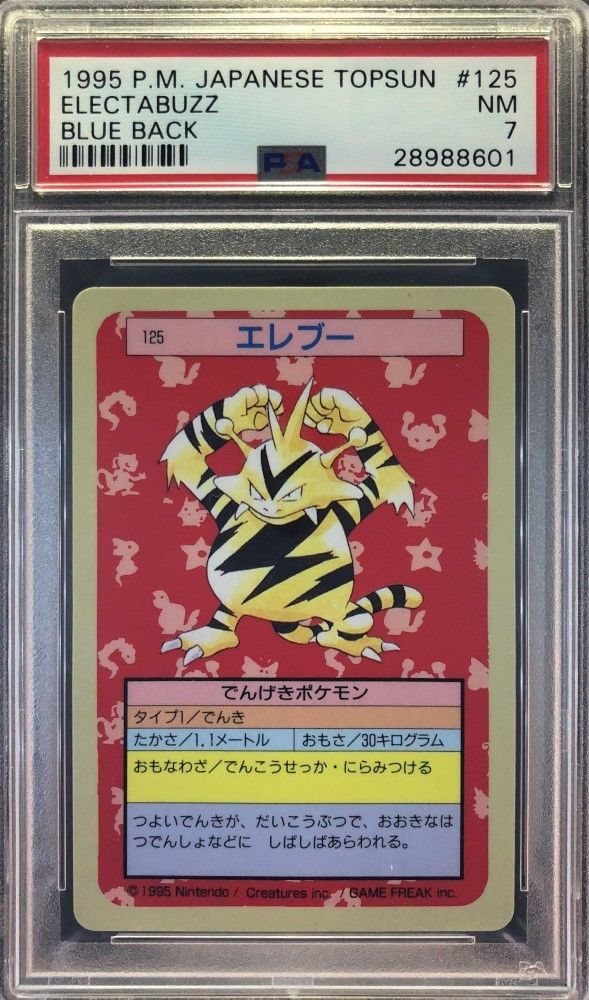 1995 P.M. JAPANESE TOPSUN #125
ELECTABUZZ NM
BLUE BACK 7
PSA 28988601
125 エレブー
でんげきポケモン
タイプ1/でんき
たかさ/1.1メートル おもさ/30キログラム
おもなわざ/でんこうせっか・にらみつける
つよいでんきが、だいこうぶつで、おおきなは
つでんしょなどに しばしばあらわれる。
© 1995 Nintendo / Creatures inc. / GAME FREAK inc.